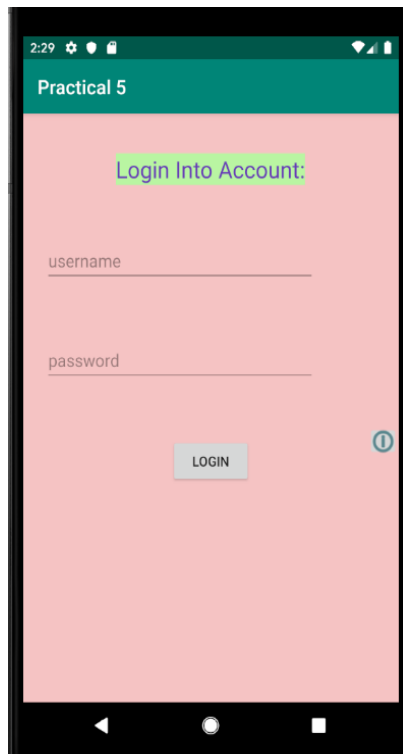 2:29
Practical 5
Login Into Account:
username
password
LOGIN